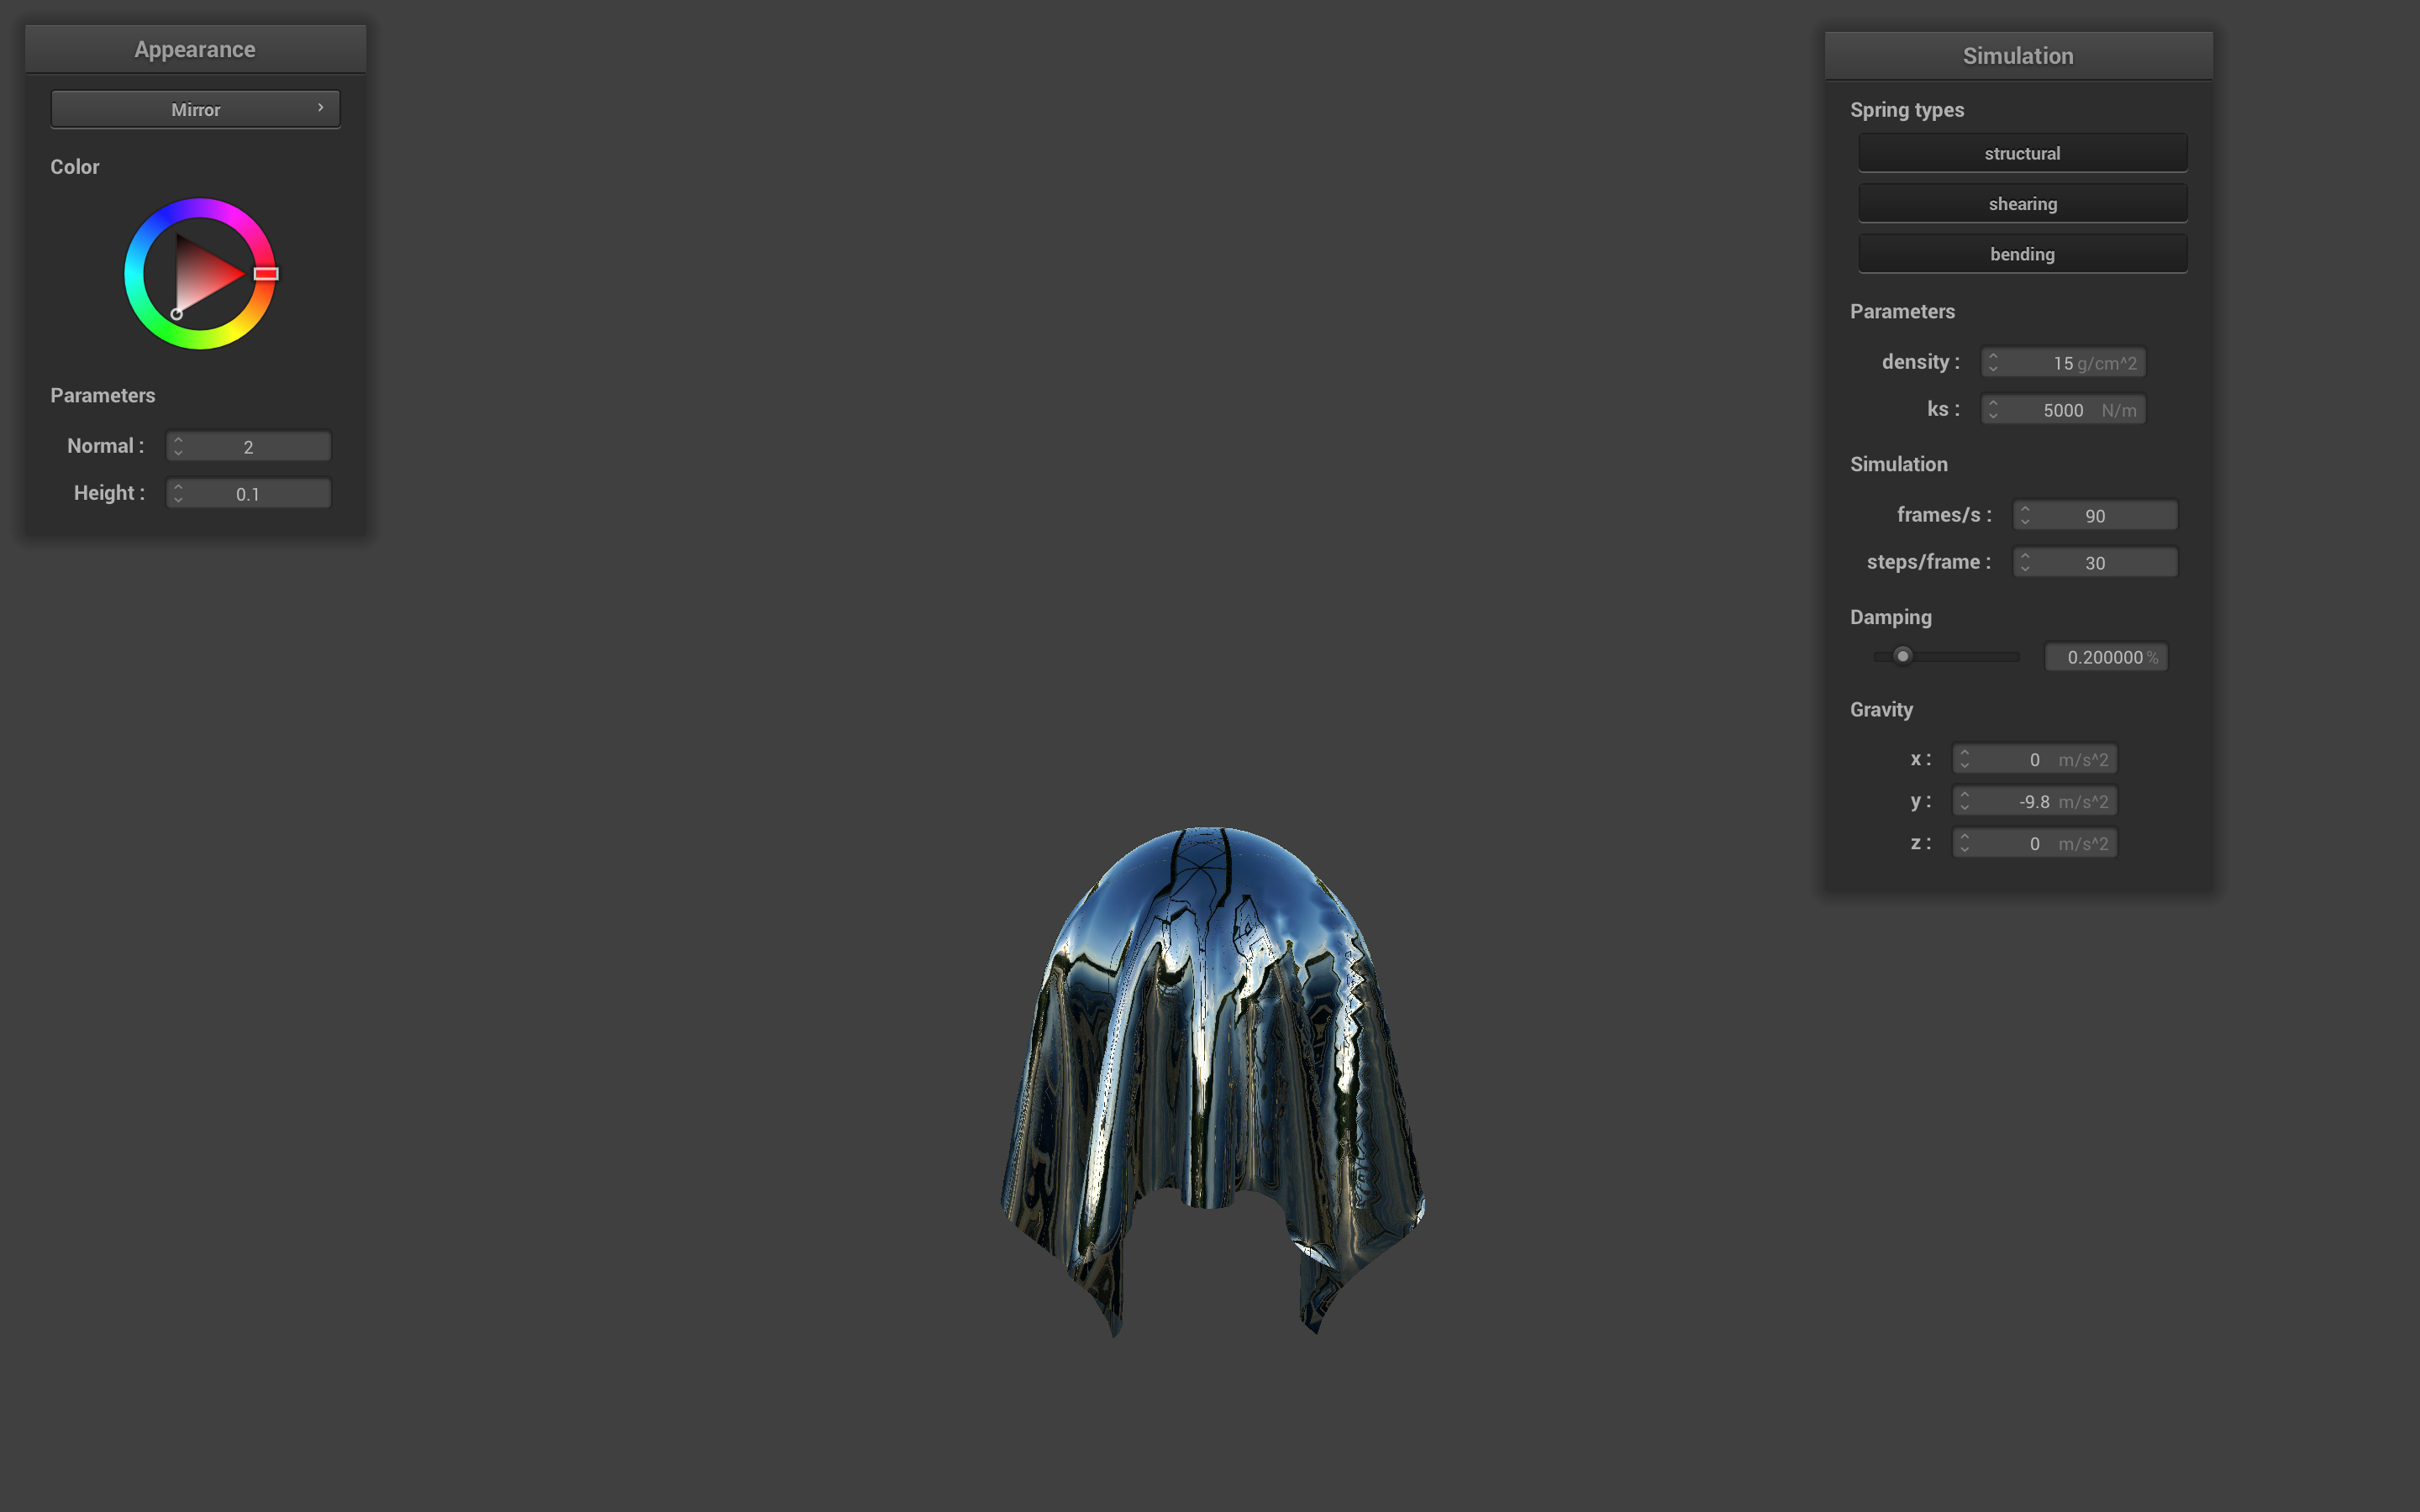 Appearance
Mirror
Color
Parameters
Normal : 2
Height : 0.1
Simulation
Spring types
structural
shearing
bending
Parameters
density : 15 g/cm^2
ks : 5000 N/m
Simulation
frames/s : 90
steps/frame : 30
Damping
0.200000 %
Gravity
x : 0 m/s^2
y : -9.8 m/s^2
z : 0 m/s^2